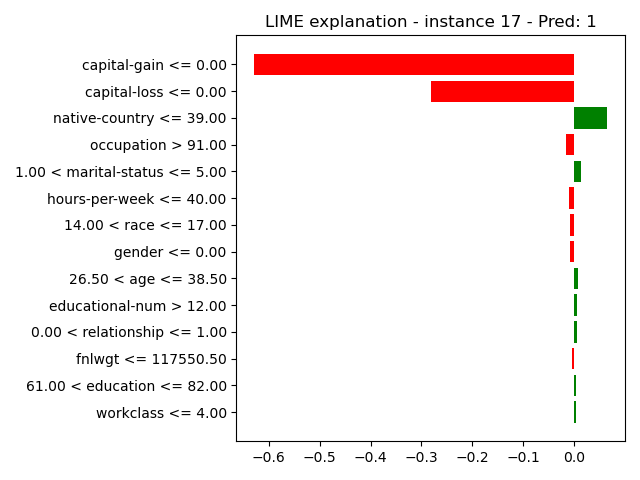 LIME explanation - instance 17 - Pred: 1
capital-gain <= 0.00
capital-loss <= 0.00
native-country <= 39.00
occupation > 91.00
1.00 < marital-status <= 5.00
hours-per-week <= 40.00
14.00 < race <= 17.00
gender <= 0.00
26.50 < age <= 38.50
educational-num > 12.00
0.00 < relationship <= 1.00
fnlwgt <= 117550.50
61.00 < education <= 82.00
workclass <= 4.00
−0.6 −0.5 −0.4 −0.3 −0.2 −0.1 0.0